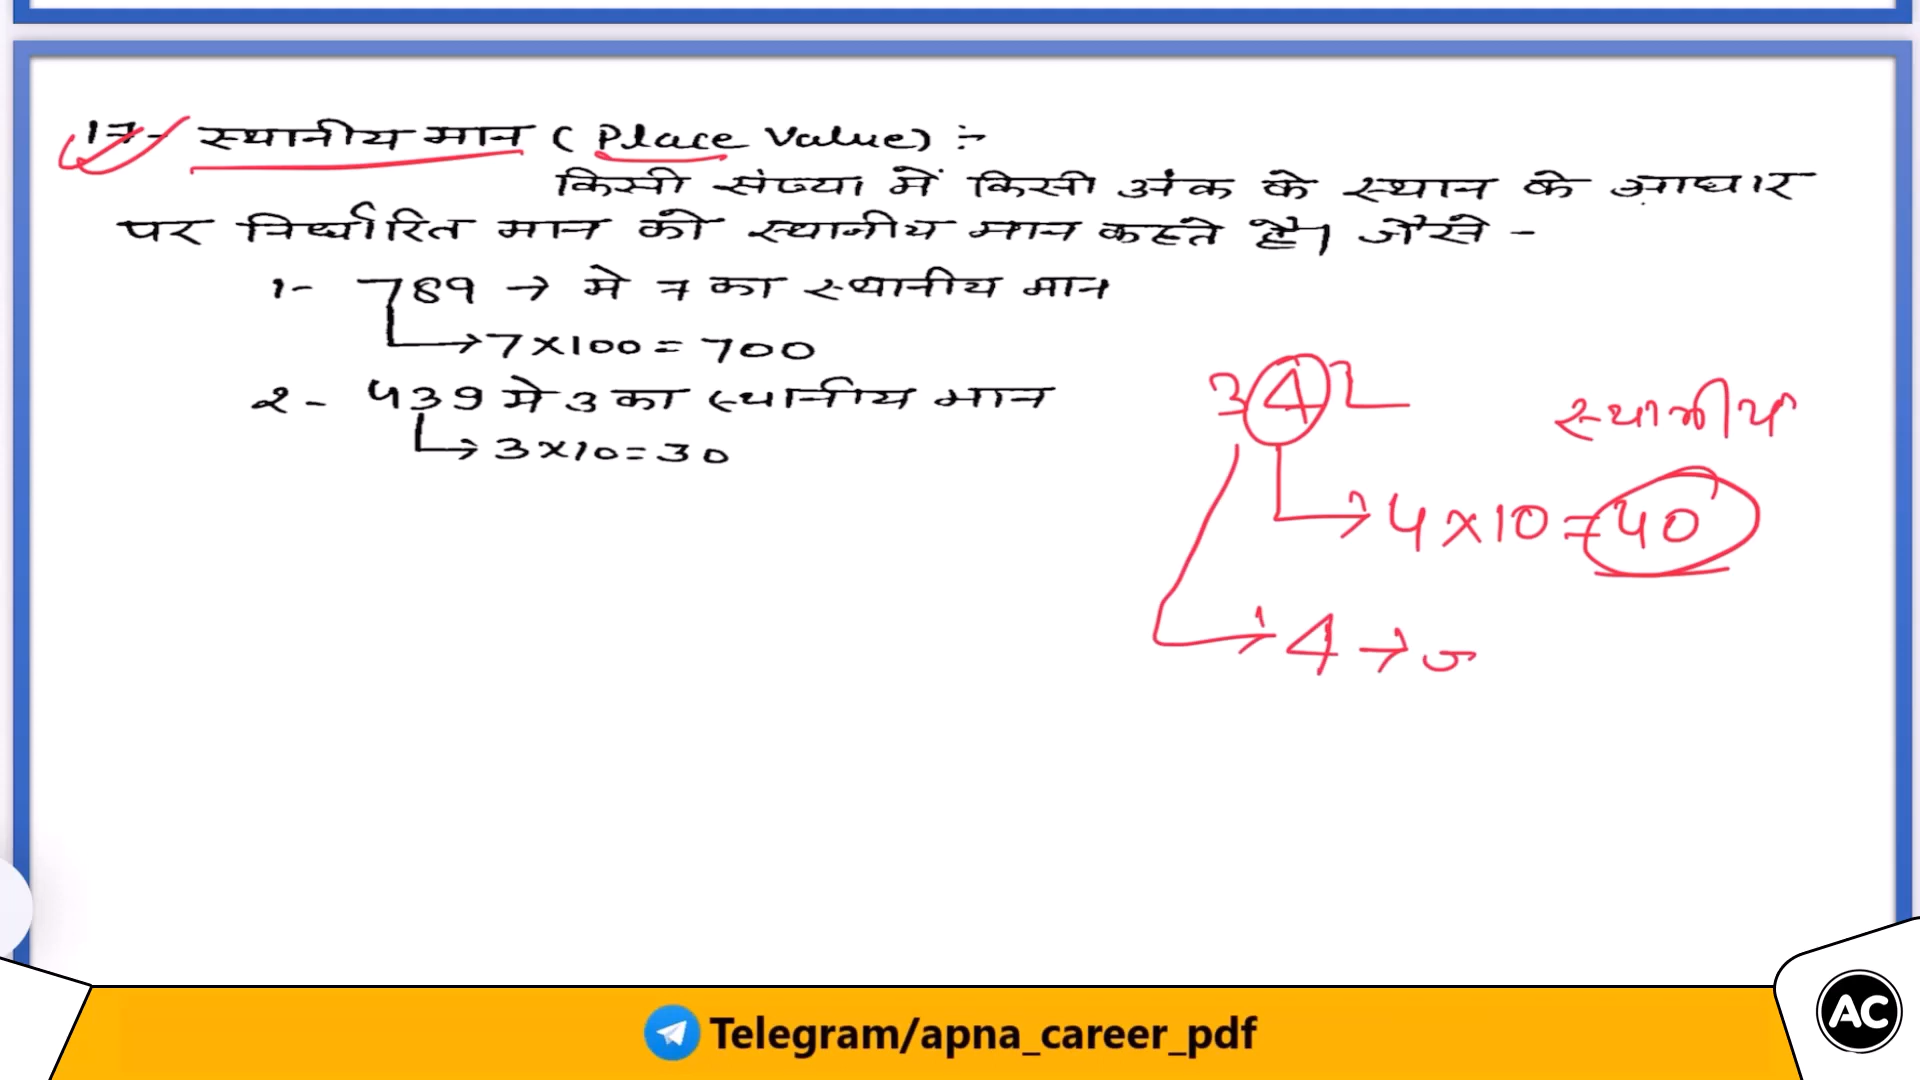 17- स्थानीय मान ( Place Value) :-
किसी संख्या में किसी अंक के स्थान के आधार
पर निर्धारित मान को स्थानीय मान कहते है। जैसे -
1- 789 → मे 7 का स्थानीय मान
→ 7×100 = 700
2- 439 मे 3 का स्थानीय मान
→ 3×10=30
342
स्थानीय
→ 4×10 = 40
→ 4 →
Telegram/apna_career_pdf
AC